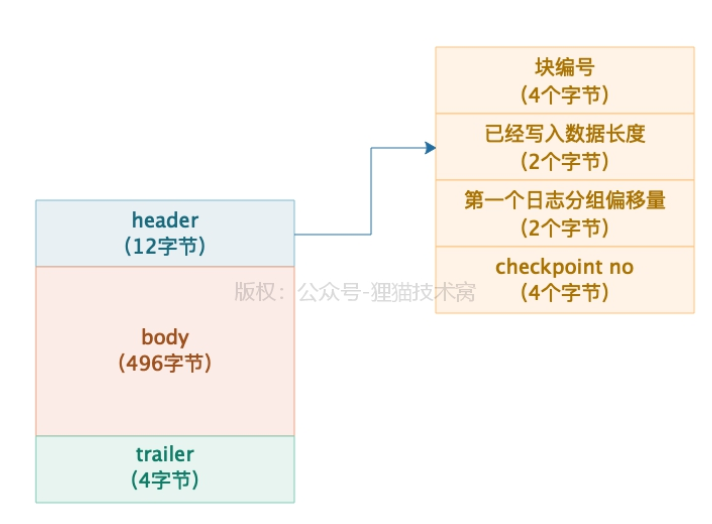 块编号
(4个字节)
已经写入数据长度
(2个字节)
第一个日志分组偏移量
(2个字节)
checkpoint no
(4个字节)
header
(12字节)
body
(496字节)
trailer
(4字节)
版权：公众号-狸猫技术窝